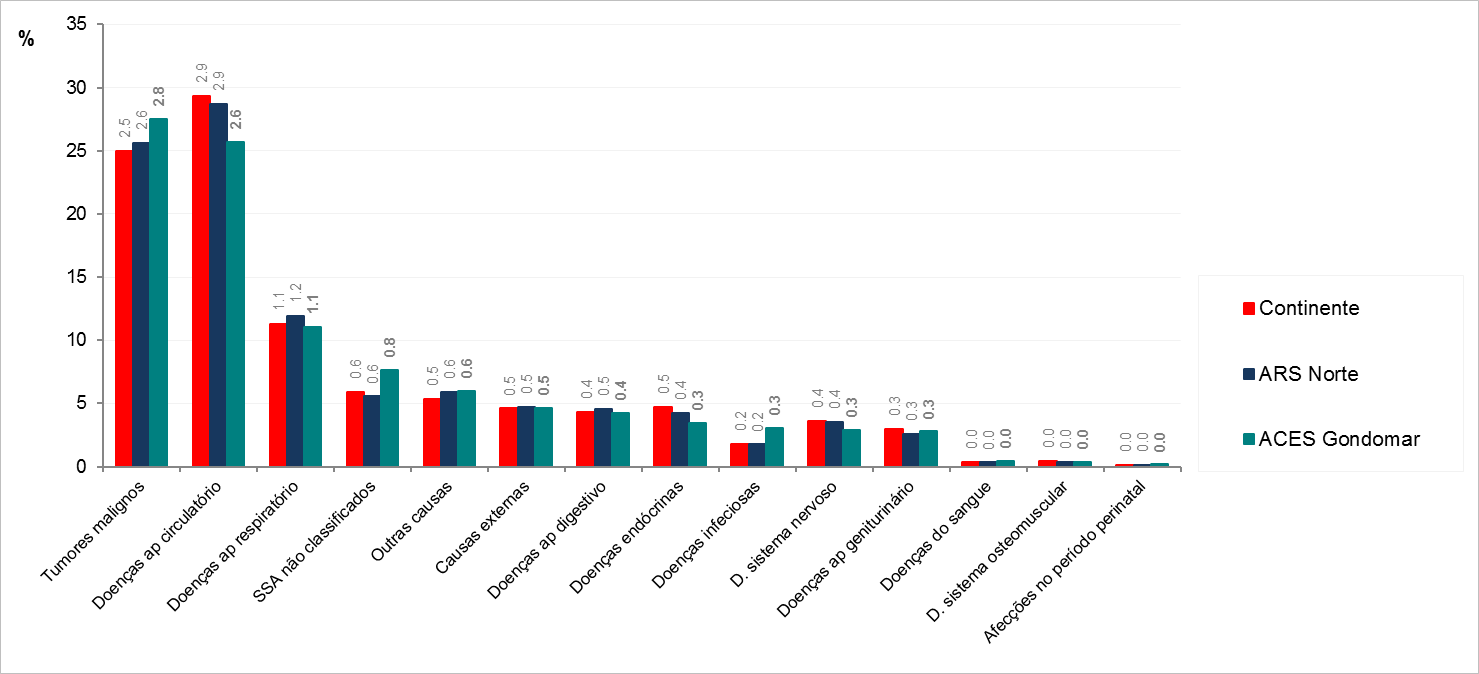 %
35
30
25
20
15
10
5
0
2.5 2.6 2.8
2.9 2.9 2.6
1.1 1.2 1.1
0.6 0.6 0.8
0.5 0.6 0.6
0.5 0.5 0.5
0.4 0.5 0.4
0.5 0.4 0.3
0.2 0.2 0.3
0.4 0.4 0.3
0.3 0.3 0.3
0.0 0.0 0.0
0.0 0.0 0.0
0.0 0.0 0.0
Tumores malignos
Doenças ap circulatório
Doenças ap respiratório
SSA não classificados
Outras causas
Causas externas
Doenças ap digestivo
Doenças endócrinas
Doenças infeciosas
D. sistema nervoso
Doenças ap geniturinário
Doenças do sangue
D. sistema osteomuscular
Afecções no período perinatal
Continente
ARS Norte
ACES Gondomar